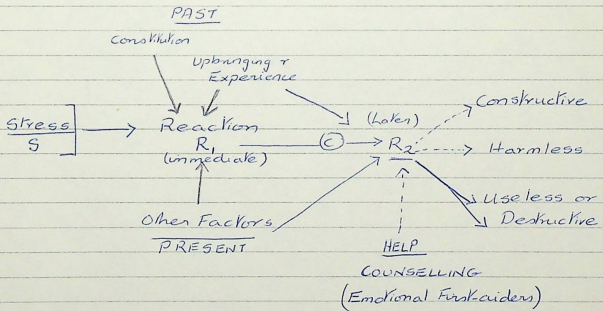 PAST
Constitution
Upbringing &
Experience
Stress
S
Reaction
R1
(immediate)
C
(Later)
R2
Constructive
Harmless
Useless or
Destructive
Other Factors
PRESENT
HELP
COUNSELLING
(Emotional First-aiders)